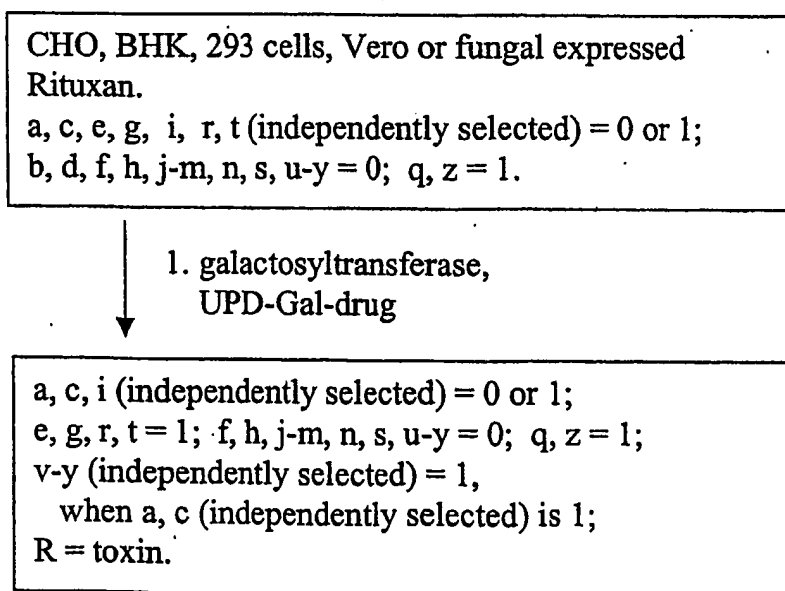 CHO, BHK, 293 cells, Vero or fungal expressed
Rituxan.
a, c, e, g, i, r, t (independently selected) = 0 or 1;
b, d, f, h, j-m, n, s, u-y = 0; q, z = 1.
1. galactosyltransferase,
UPD-Gal-drug
a, c, i (independently selected) = 0 or 1;
e, g, r, t = 1; f, h, j-m, n, s, u-y = 0; q, z = 1;
v-y (independently selected) = 1,
when a, c (independently selected) is 1;
R = toxin.